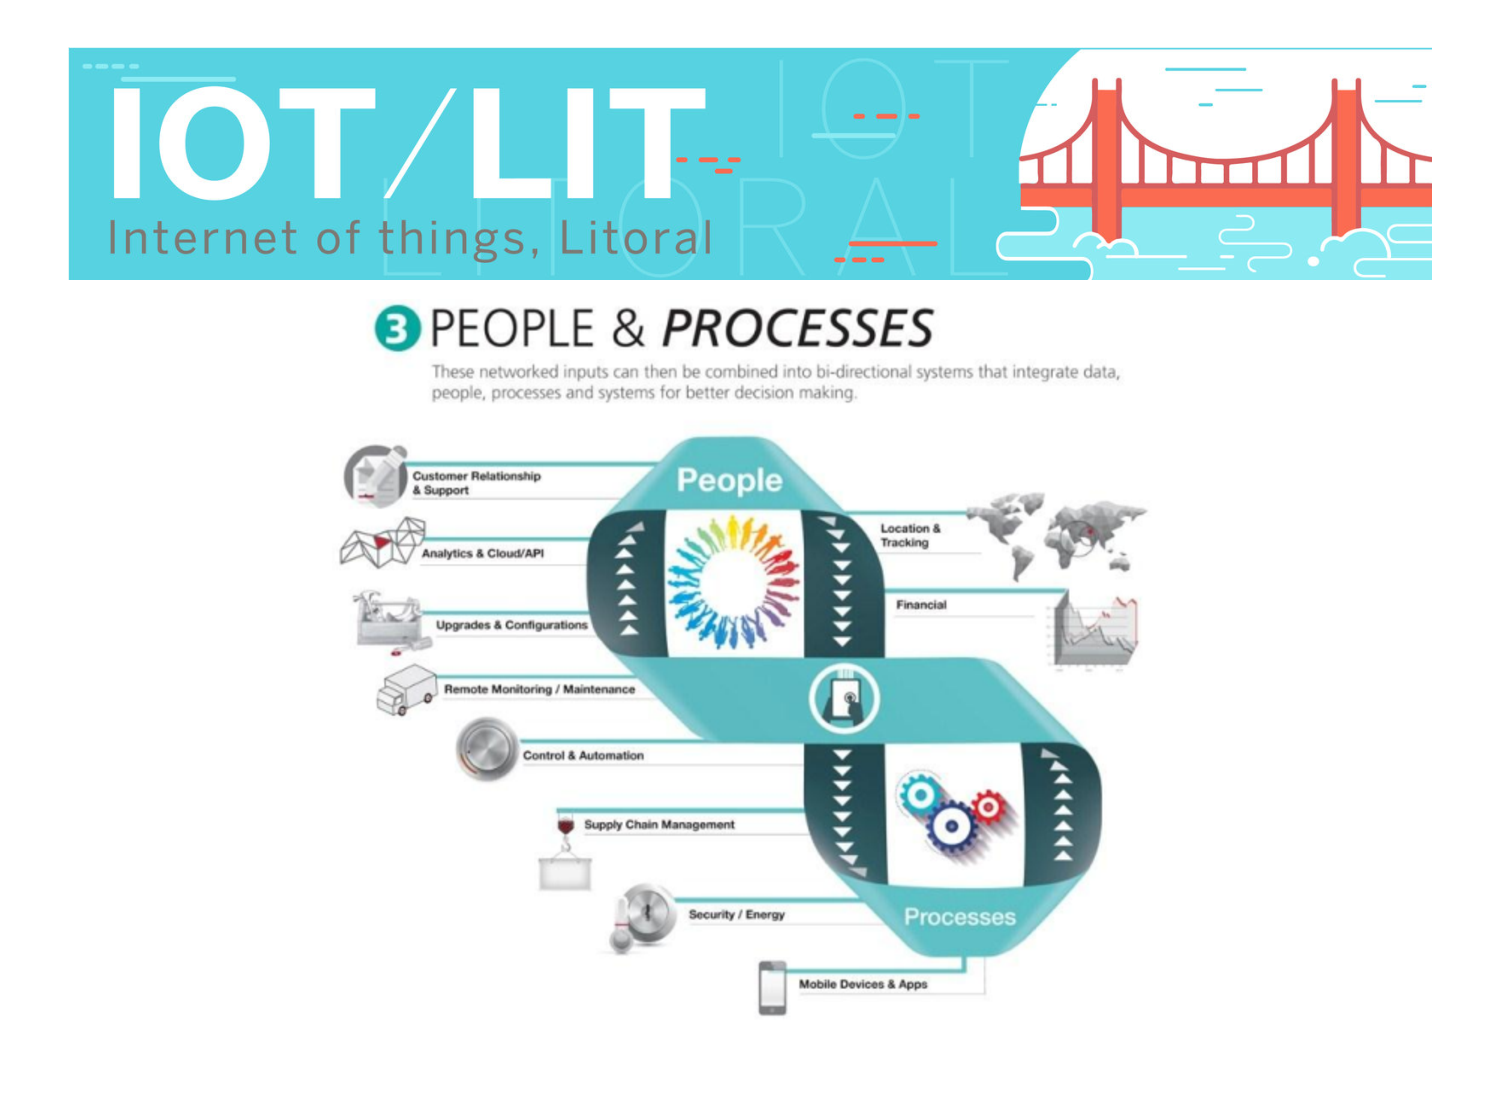 IOT/LIT
IOT
LITORAL
Internet of things, Litoral
3 PEOPLE & PROCESSES
These networked inputs can then be combined into bi-directional systems that integrate data,
people, processes and systems for better decision making.
People
Customer Relationship
& Support
Analytics & Cloud/API
Upgrades & Configurations
Remote Monitoring / Maintenance
Control & Automation
Supply Chain Management
Security / Energy
Mobile Devices & Apps
Location &
Tracking
Financial
Processes